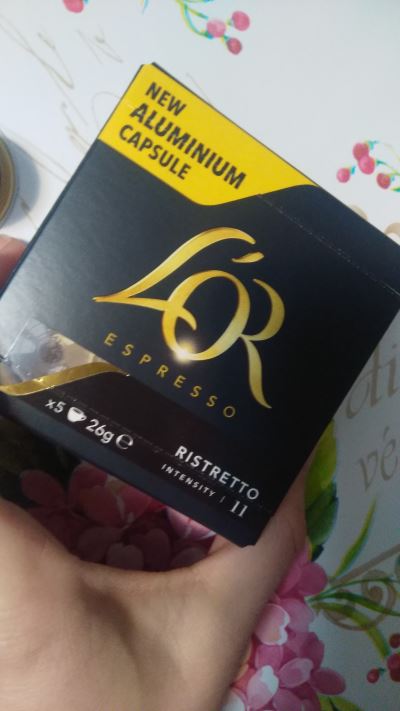 NEW
ALUMINIUM
CAPSULE
L'OR
ESPRESSO
x5 26g ℮
RISTRETTO
INTENSITY | 11